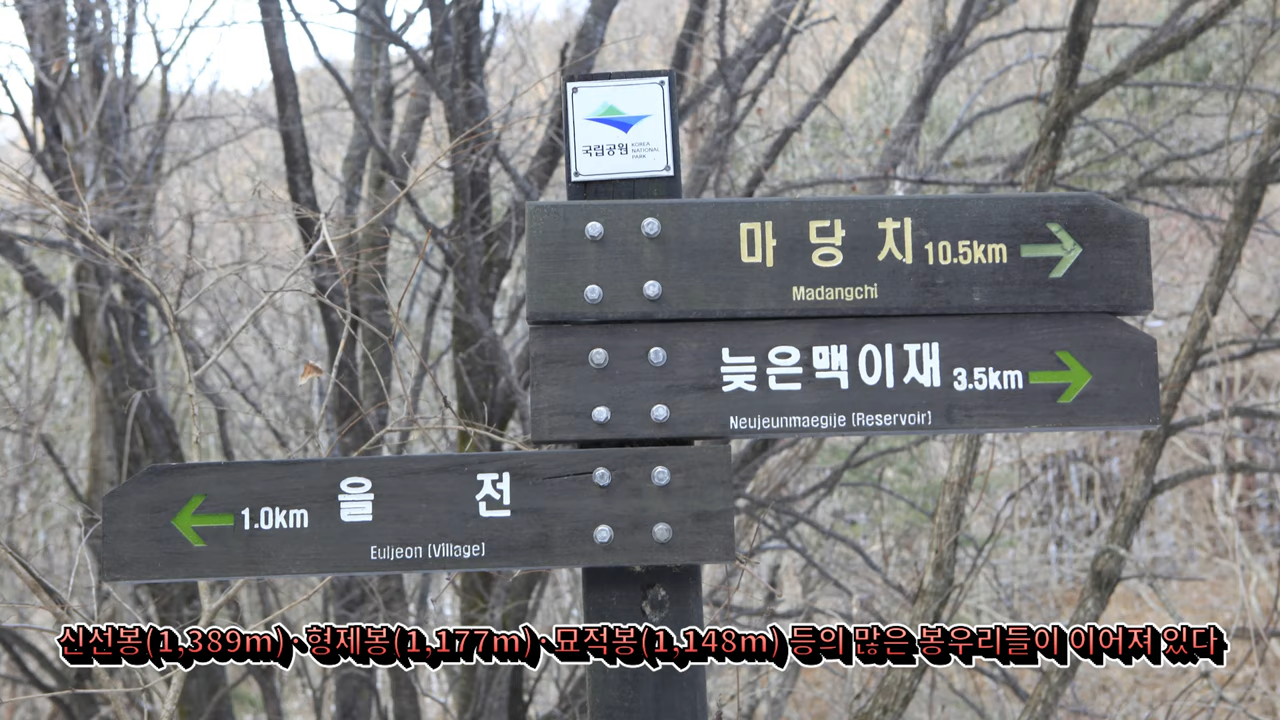 국립공원 KOREA NATIONAL PARK
마당치 10.5km
Madangchi
늦은맥이재 3.5km
Neujeunmaegije (Reservoir)
1.0km 을전
Euljeon (Village)
신선봉(1,389m)·형제봉(1,177m)·묘적봉(1,148m) 등의 많은 봉우리들이 이어져 있다